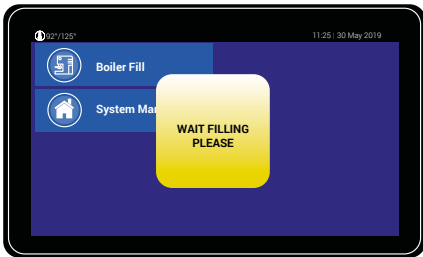 92°/125°
11:25 | 30 May 2019
Boiler Fill
System Ma
WAIT FILLING
PLEASE